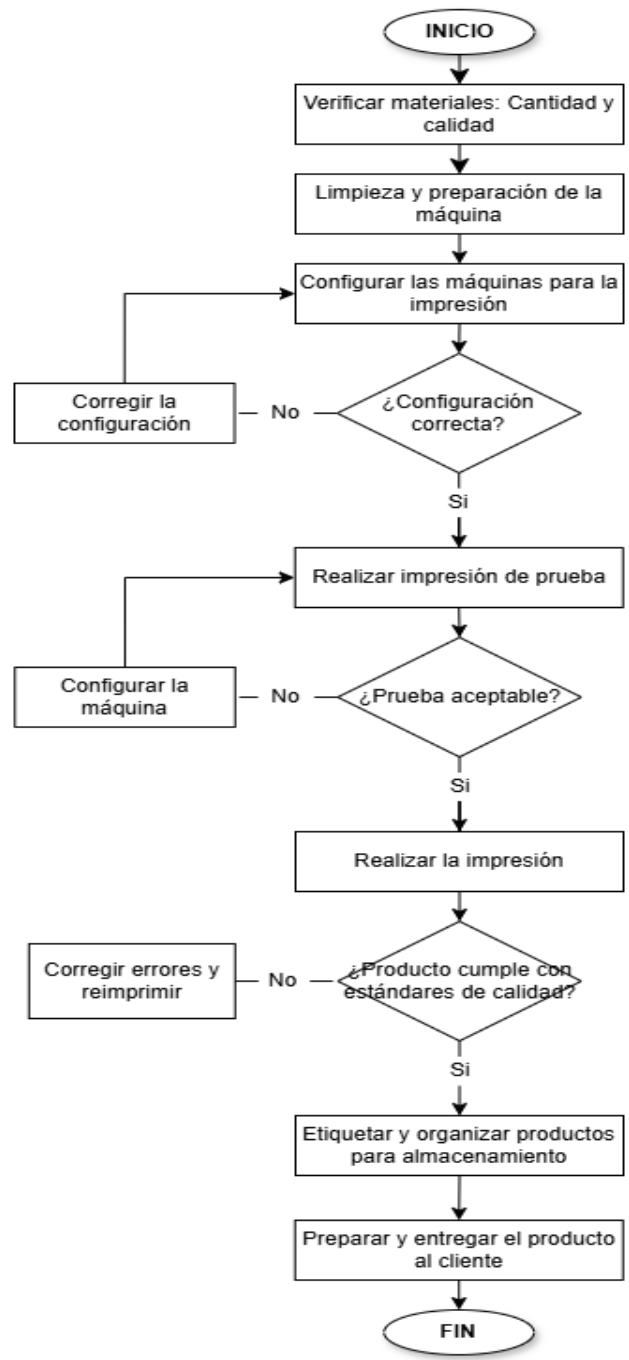 INICIO
Verificar materiales: Cantidad y
calidad
Limpieza y preparación de la
máquina
Configurar las máquinas para la
impresión
¿Configuración
correcta?
No
Corregir la
configuración
Si
Realizar impresión de prueba
¿Prueba aceptable?
No
Configurar la
máquina
Si
Realizar la impresión
¿Producto cumple con
estándares de calidad?
No
Corregir errores y
reimprimir
Si
Etiquetar y organizar productos
para almacenamiento
Preparar y entregar el producto
al cliente
FIN